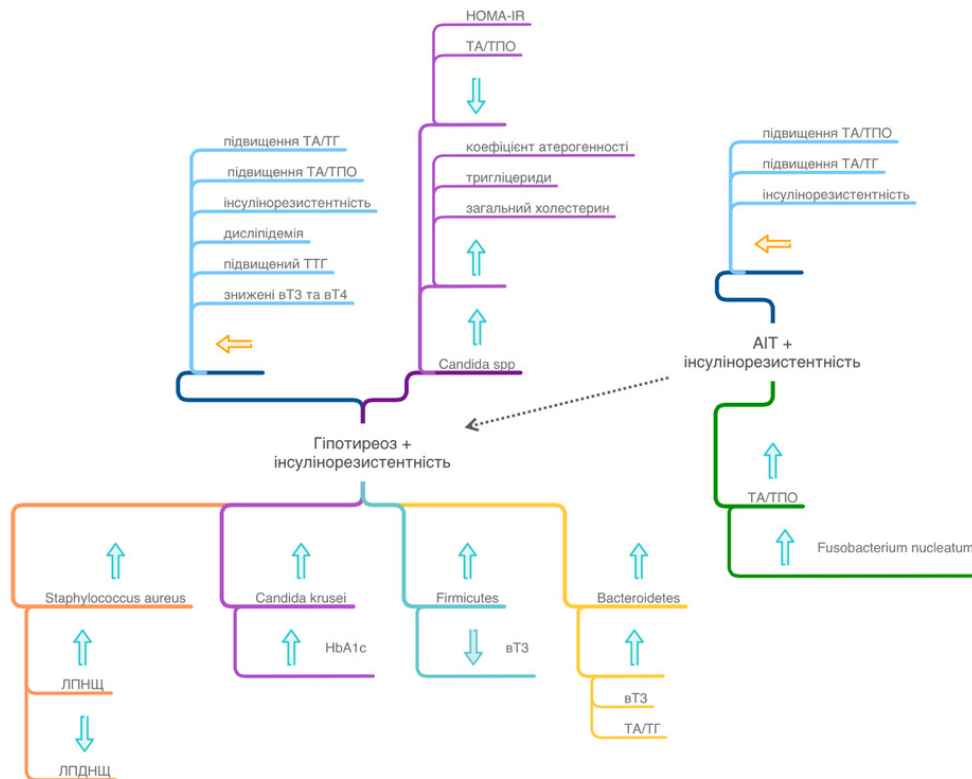 HOMA-IR
ТА/ТПО
підвищення ТА/ТГ
підвищення ТА/ТПО
інсулінорезистентність
дисліпідемія
підвищений ТТГ
знижені вТ3 та вТ4
коефіцієнт атерогенності
тригліцериди
загальний холестерин
Candida spp
підвищення ТА/ТПО
підвищення ТА/ТГ
інсулінорезистентність
АІТ +
інсулінорезистентність
Гіпотиреоз +
інсулінорезистентність
ТА/ТПО
Fusobacterium nucleatum
Staphylococcus aureus
ЛПНЩ
ЛПДНЩ
Candida krusei
HbA1c
Firmicutes
вТ3
Bacteroidetes
вТ3
ТА/ТГ